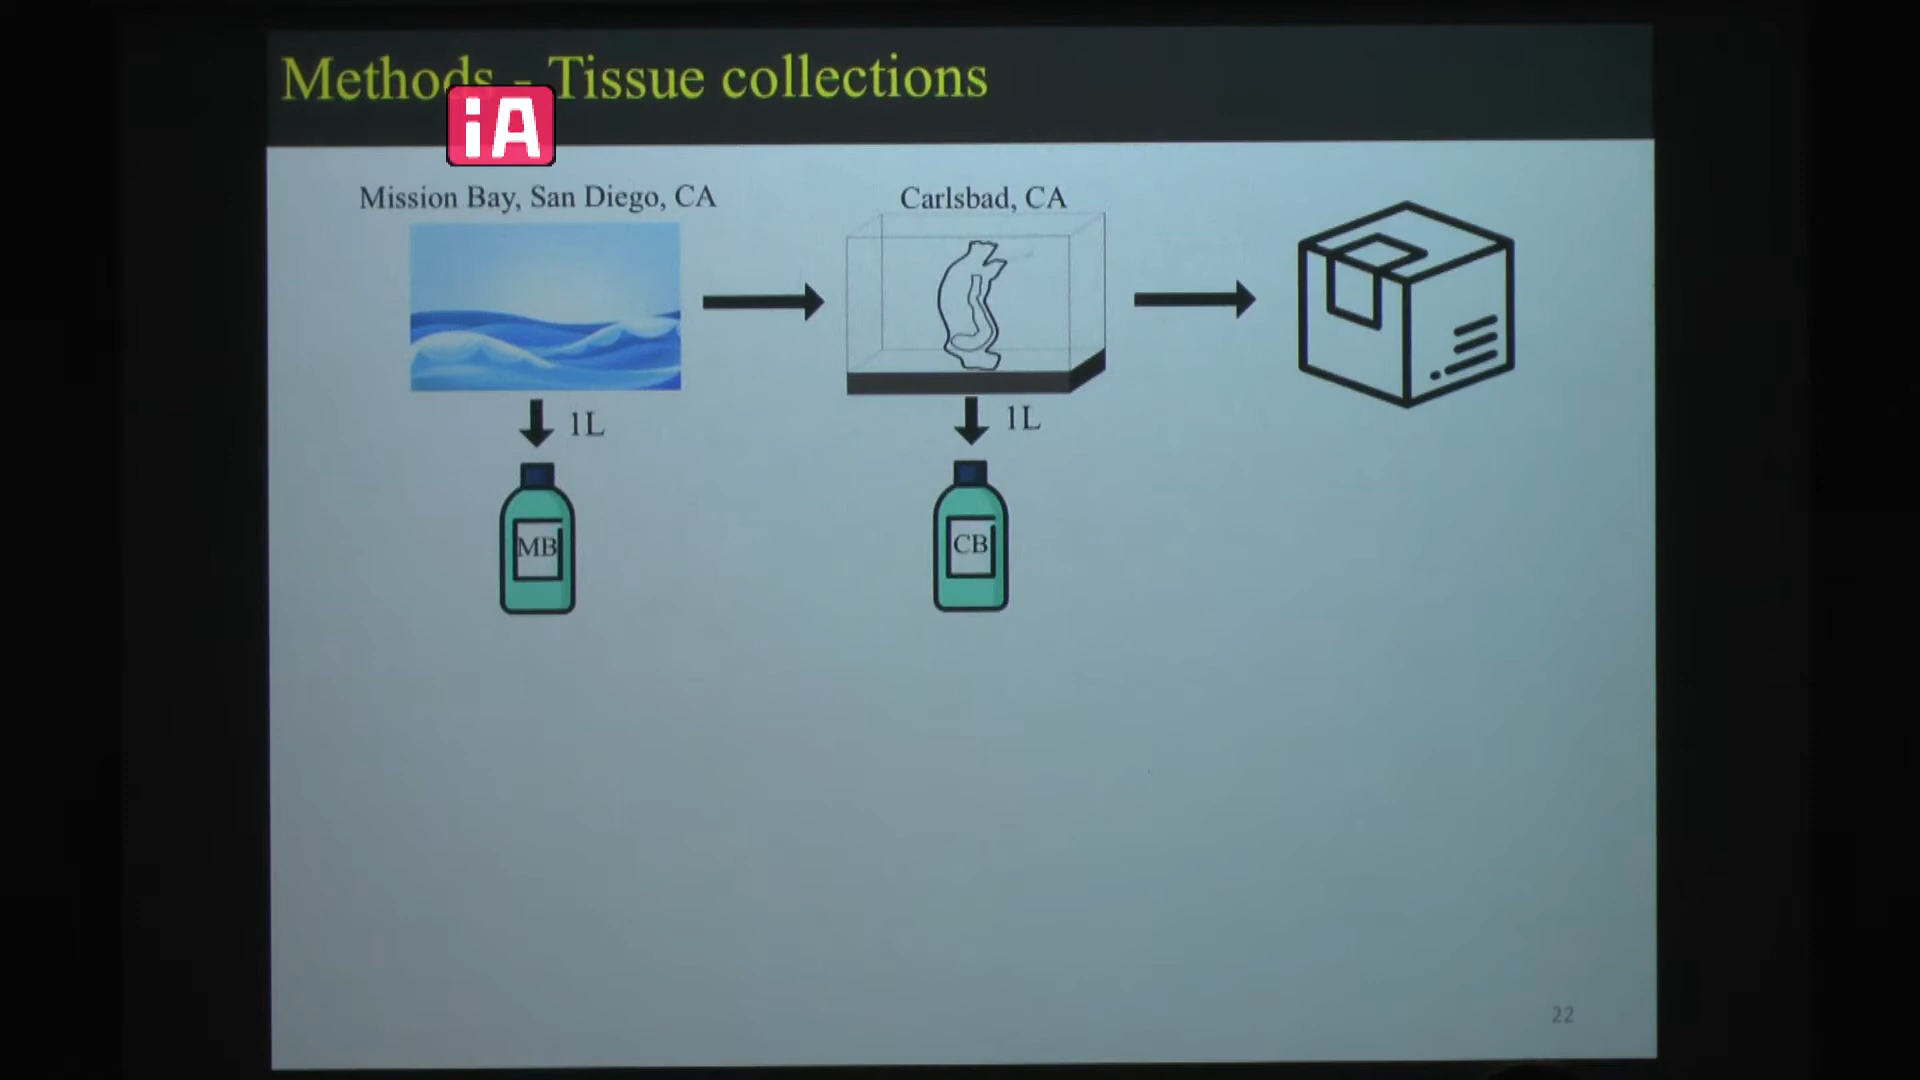 Methods - Tissue collections
iA
Mission Bay, San Diego, CA
Carlsbad, CA
1L
1L
MB
CB
22